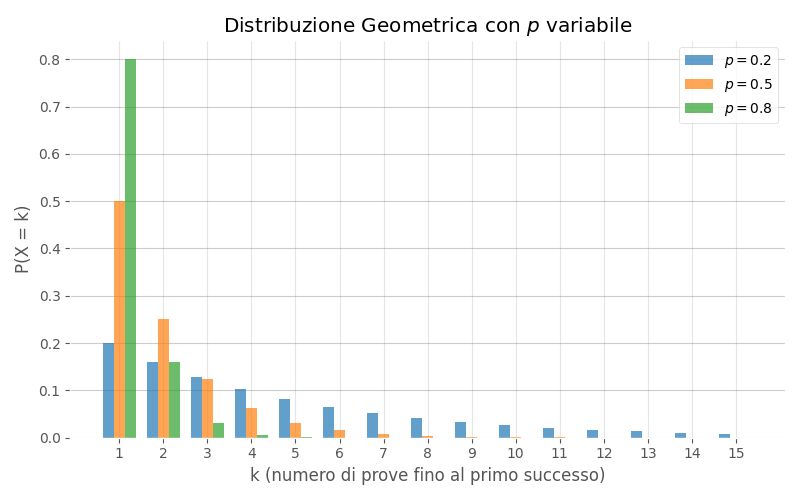 Distribuzione Geometrica con p variabile
p = 0.2
p = 0.5
p = 0.8
P(X = k)
0.8
0.7
0.6
0.5
0.4
0.3
0.2
0.1
0.0
1 2 3 4 5 6 7 8 9 10 11 12 13 14 15
k (numero di prove fino al primo successo)